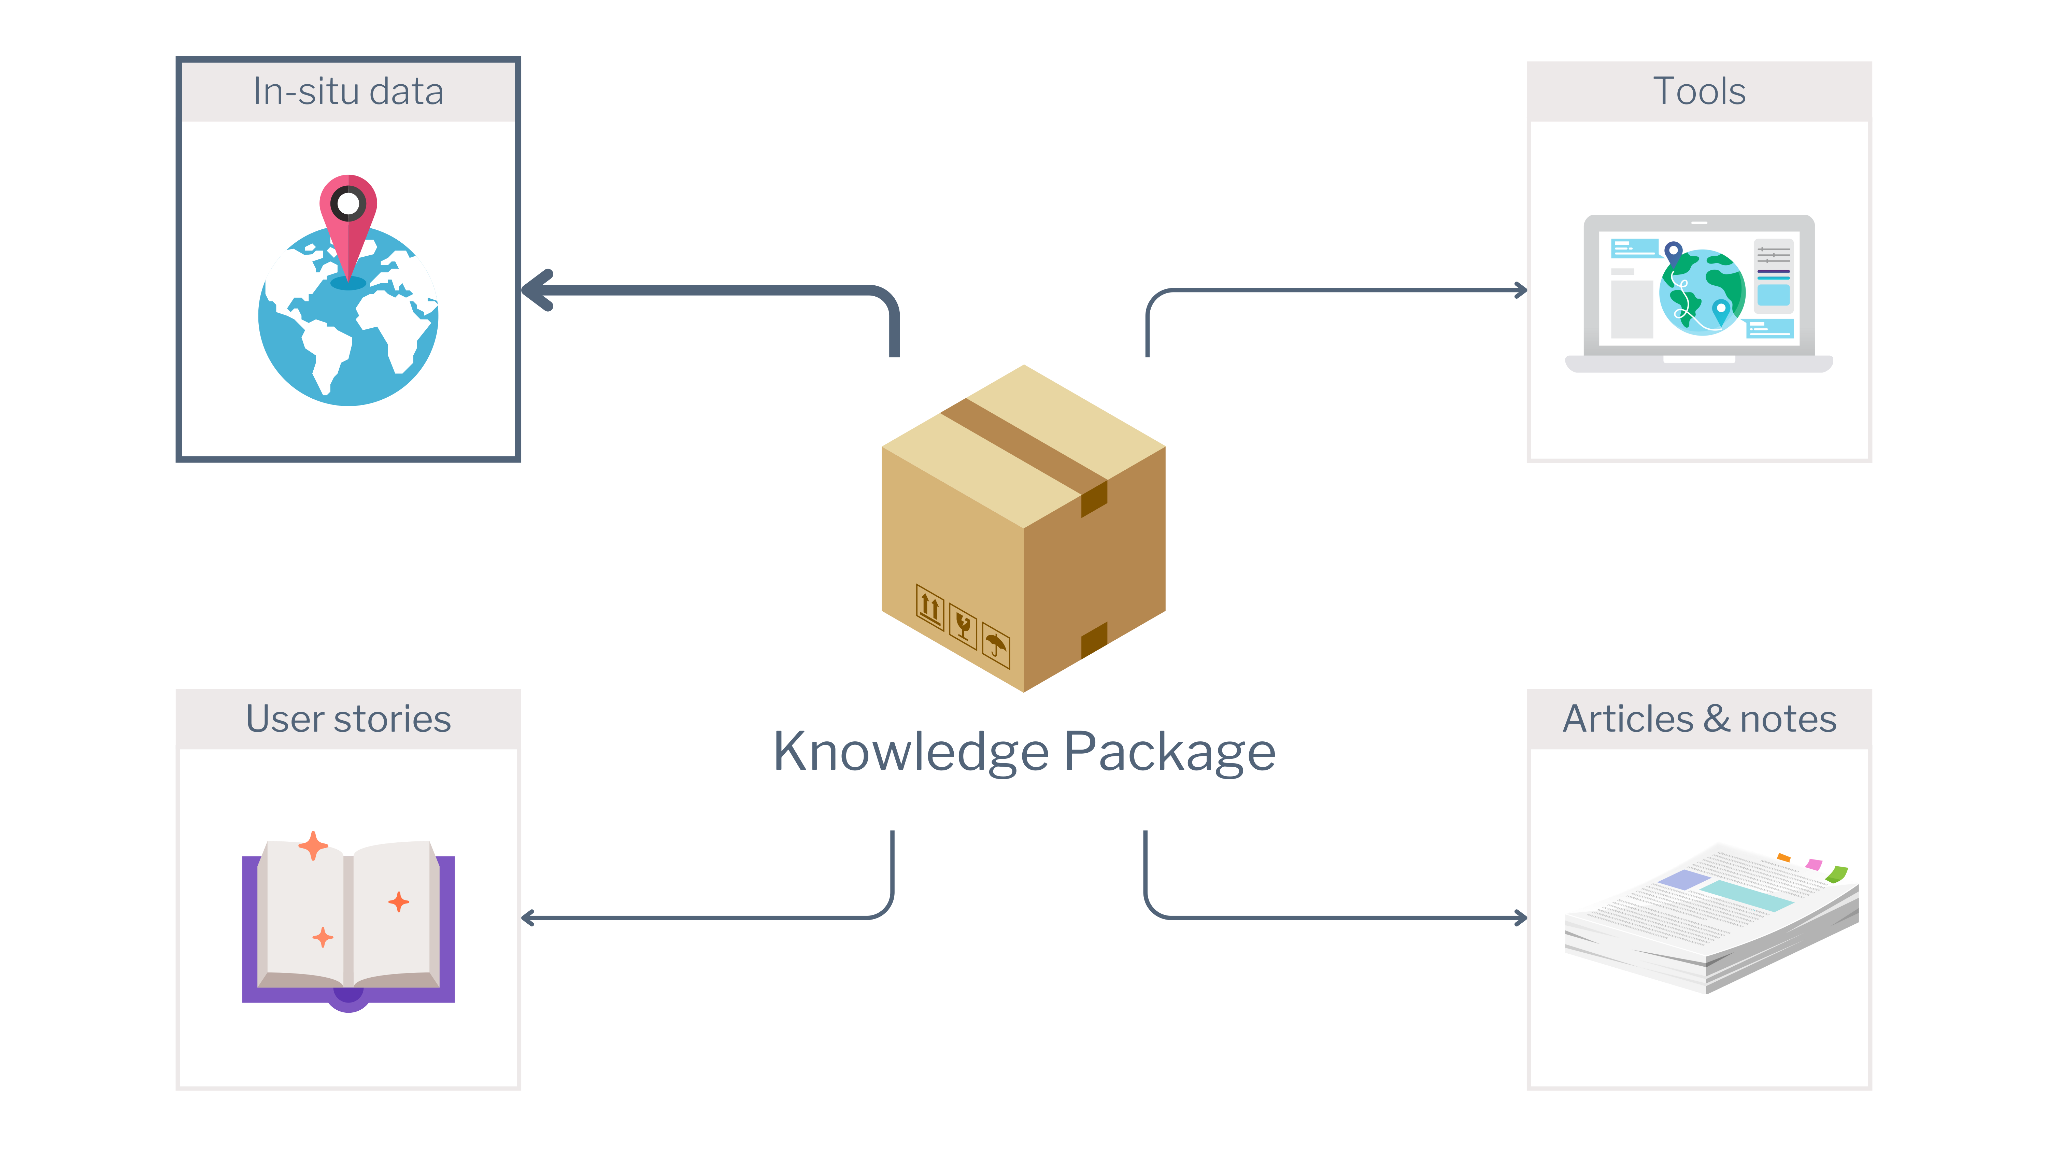 In-situ data
Tools
Knowledge Package
User stories
Articles & notes